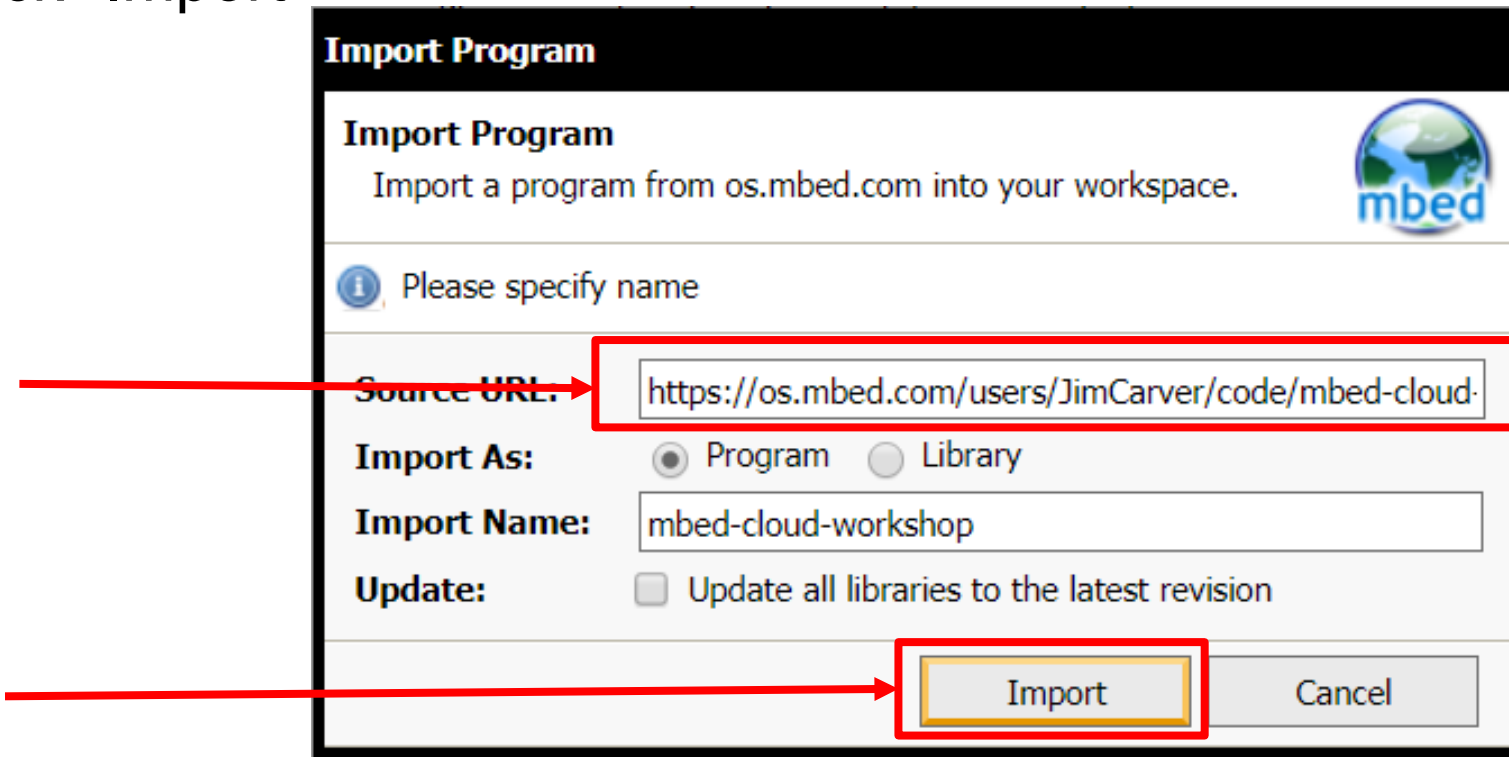 Import Program
Import Program
Import a program from os.mbed.com into your workspace.
mbed
Please specify name
Source URL: https://os.mbed.com/users/JimCarver/code/mbed-cloud-
Import As: Program Library
Import Name: mbed-cloud-workshop
Update: Update all libraries to the latest revision
Import Cancel